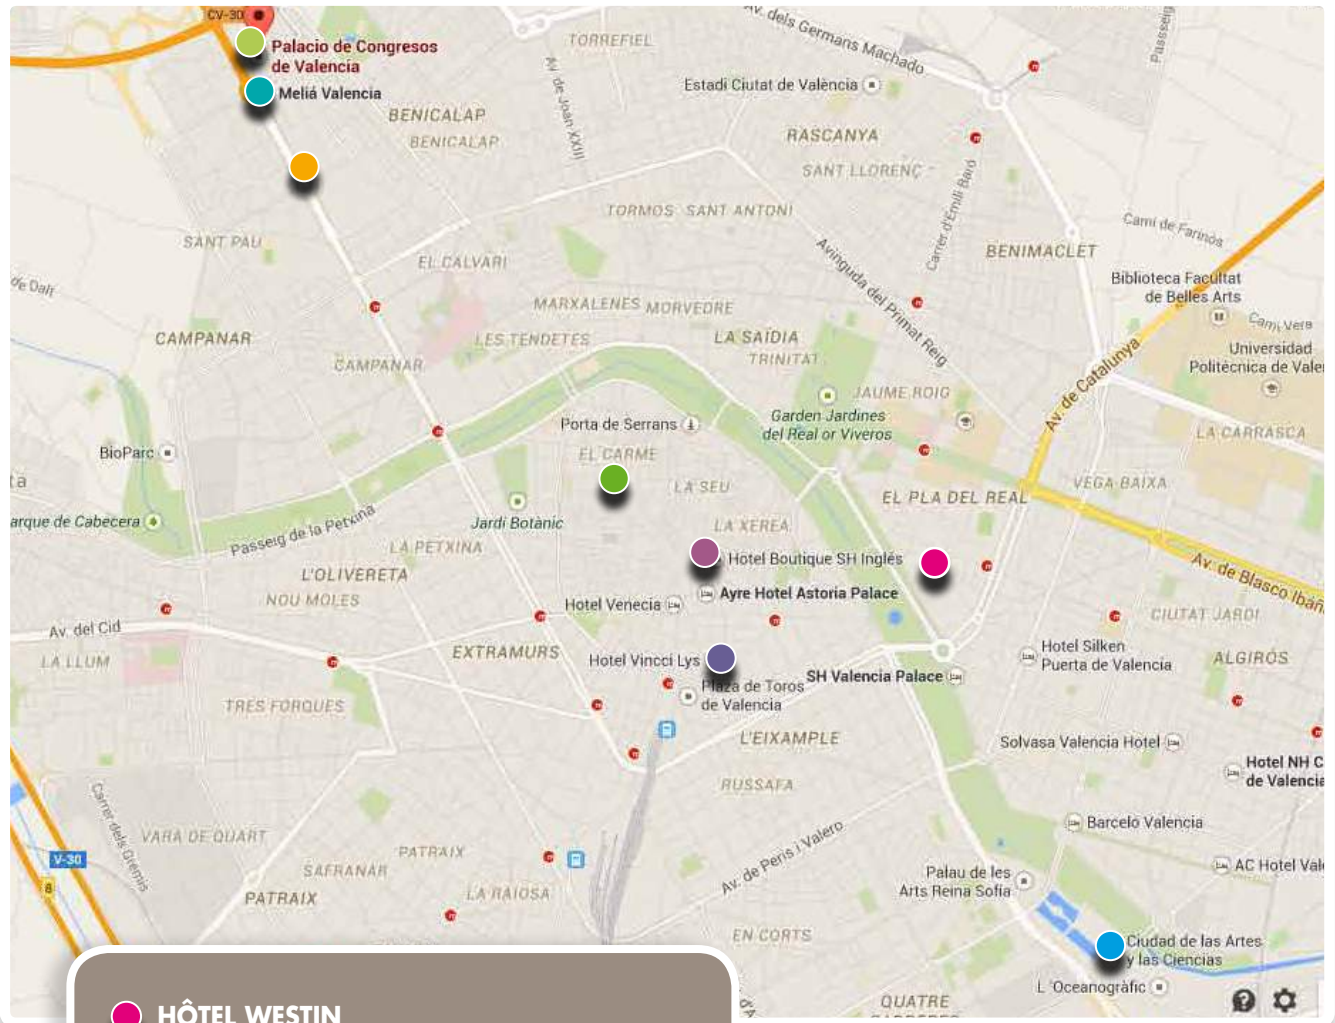 CV-30
Palacio de Congresos
de Valencia
Meliá Valencia
TORREFIEL
Av. de Joan XXIII
Av. dels Germans Machado
Estadi Ciutat de València
BENICALAP
BENICALAP
RASCANYA
SANT LLORENÇ
Carrer d'Emili Baró
TORMOS
SANT ANTONI
SANT PAU
EL CALVARI
Avinguda del Primat Reig
BENIMACLET
Camí de Farinós
Biblioteca Facultat
de Belles Arts
Camí Vera
Universidad
Politécnica de Vale
de Dalt
MARXALENES
MORVEDRE
CAMPANAR
LES TENDETES
LA SAÏDIA
TRINITAT
CAMPANAR
JAUME ROIG
Av. de Catalunya
Garden Jardines
del Real or Viveros
Porta de Serrans
LA CARRASCA
BioParc
EL CARME
ta
LA SEU
EL PLA DEL REAL
VEGA BAIXA
arque de Cabecera
Passeig de la Petxina
Jardí Botànic
LA XEREA
LA PETXINA
Hotel Boutique SH Inglés
Av. de Blasco Ibáñ
L'OLIVERETA
NOU MOLES
Hotel Venecia
Ayre Hotel Astoria Palace
CIUTAT JARDI
Av. del Cid
EXTRAMURS
Hotel Silken
Puerta de Valencia
ALGIRÓS
LA LLUM
Hotel Vincci Lys
SH Valencia Palace
Plaza de Toros
de Valencia
TRES FORQUES
L'EIXAMPLE
Solvasa Valencia Hotel
Hotel NH C
de Valencia
RUSSAFA
Carrer dels Gremis
Barcelo Valencia
VARA DE QUART
PATRAIX
Av. de Peris i Valero
V-30
SAFRANAR
Palau de les
Arts Reina Sofía
AC Hotel Vale
8
PATRAIX
LA RAIOSA
EN CORTS
Ciudad de las Artes
y las Ciencias
L'Oceanogràfic
QUATRE
HÔTEL WESTIN